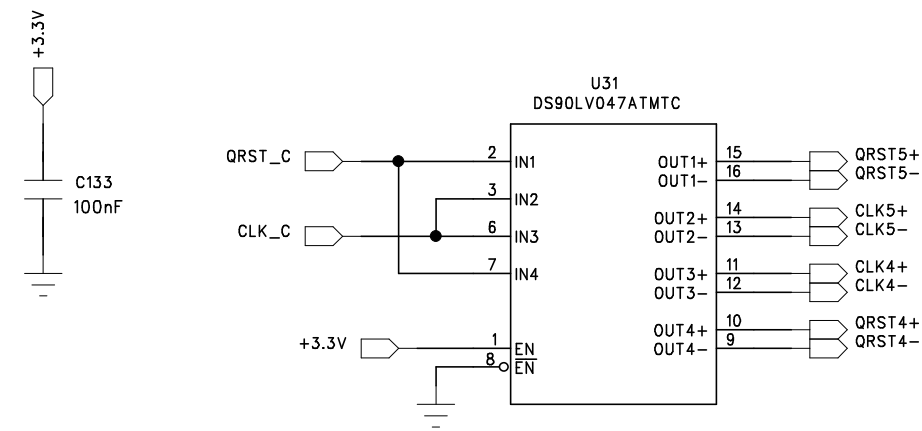 +3.3V
C133
100nF
U31
DS90LV047ATMTC
QRST_C
CLK_C
+3.3V
2 IN1
3 IN2
6 IN3
7 IN4
1 EN
8 EN
OUT1+ 15 QRST5+
OUT1- 16 QRST5-
OUT2+ 14 CLK5+
OUT2- 13 CLK5-
OUT3+ 11 CLK4+
OUT3- 12 CLK4-
OUT4+ 10 QRST4+
OUT4- 9 QRST4-